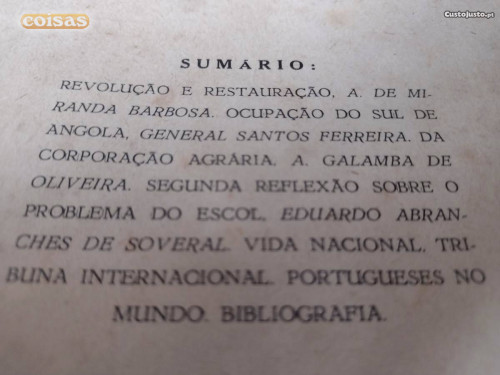 coisas
CustoJusto.pt
SUMÁRIO:
REVOLUÇÃO E RESTAURAÇÃO, A. DE MI-
RANDA BARBOSA. OCUPAÇÃO DO SUL DE
ANGOLA, GENERAL SANTOS FERREIRA. DA
CORPORAÇÃO AGRÁRIA, A. GALAMBA DE
OLIVEIRA. SEGUNDA REFLEXÃO SOBRE O
PROBLEMA DO ESCOL, EDUARDO ABRAN-
CHES DE SOVERAL. VIDA NACIONAL. TRI-
BUNA INTERNACIONAL. PORTUGUESES NO
MUNDO. BIBLIOGRAFIA.